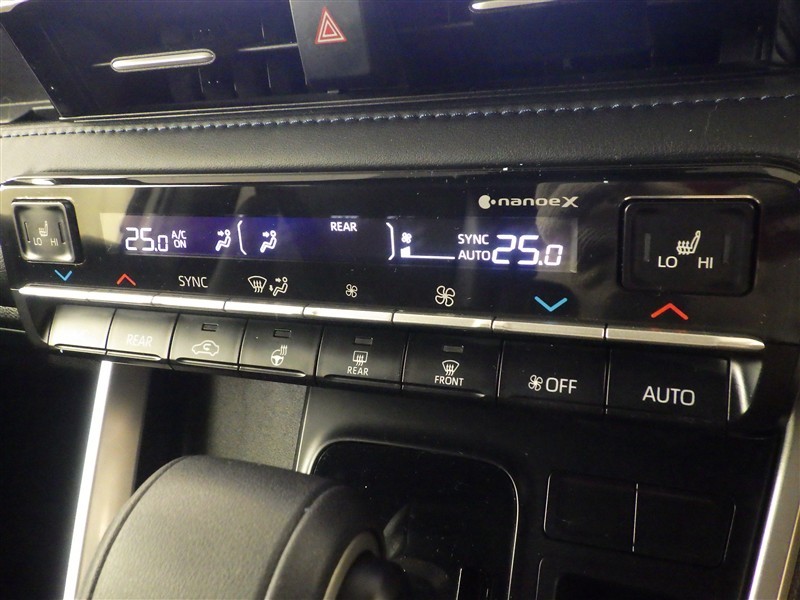 nanoeX
25.0 A/C ON REAR SYNC AUTO 25.0
LO HI
LO HI
SYNC
REAR
REAR
FRONT
OFF
AUTO